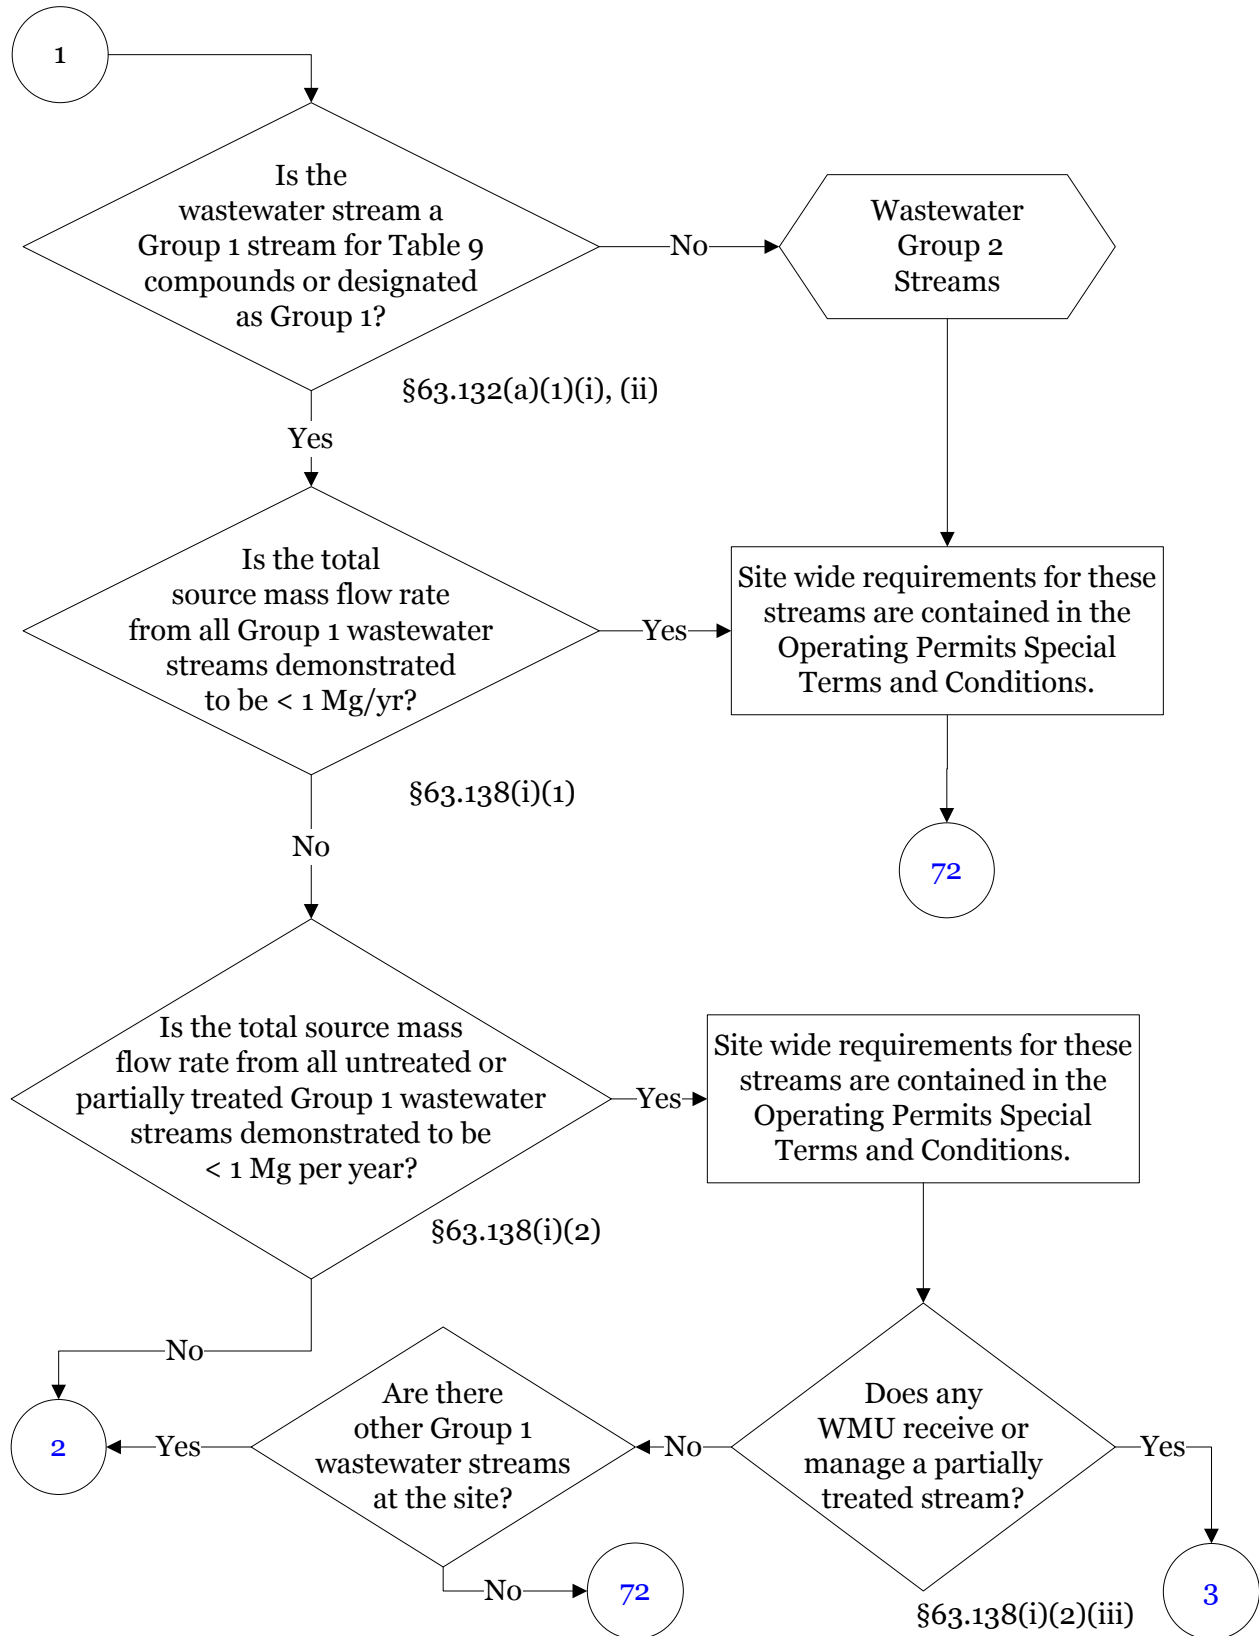 1
Is the
wastewater stream a
Group 1 stream for Table 9
compounds or designated
as Group 1?
No
Wastewater
Group 2
Streams
§63.132(a)(1)(i), (ii)
Yes
Is the total
source mass flow rate
from all Group 1 wastewater
streams demonstrated
to be < 1 Mg/yr?
Yes
Site wide requirements for these
streams are contained in the
Operating Permits Special
Terms and Conditions.
§63.138(i)(1)
No
72
Is the total source mass
flow rate from all untreated or
partially treated Group 1 wastewater
streams demonstrated to be
< 1 Mg per year?
Yes
Site wide requirements for these
streams are contained in the
Operating Permits Special
Terms and Conditions.
§63.138(i)(2)
No
2
Yes
Are there
other Group 1
wastewater streams
at the site?
No
Does any
WMU receive or
manage a partially
treated stream?
Yes
No
72
§63.138(i)(2)(iii)
3